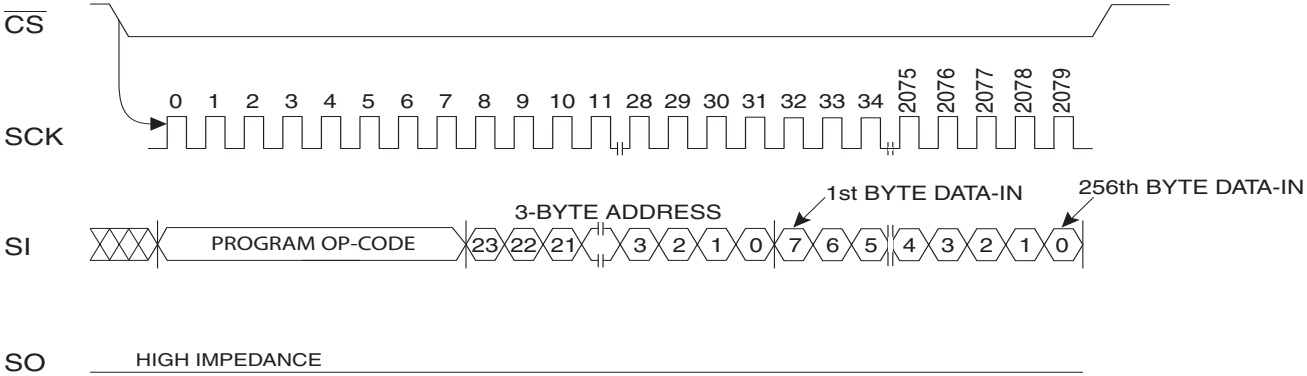 CS
0 1 2 3 4 5 6 7 8 9 10 11 28 29 30 31 32 33 34 2075 2076 2077 2078 2079
SCK
1st BYTE DATA-IN 256th BYTE DATA-IN
3-BYTE ADDRESS
SI PROGRAM OP-CODE 23 22 21 3 2 1 0 7 6 5 4 3 2 1 0
SO HIGH IMPEDANCE